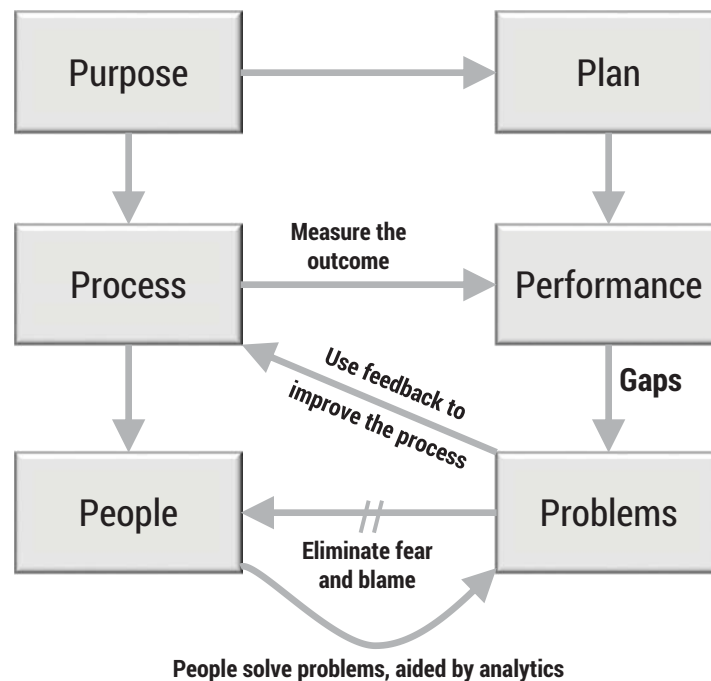 Purpose
Plan
Measure the
outcome
Process
Performance
Use feedback to
improve the process
Gaps
People
Problems
Eliminate fear
and blame
People solve problems, aided by analytics